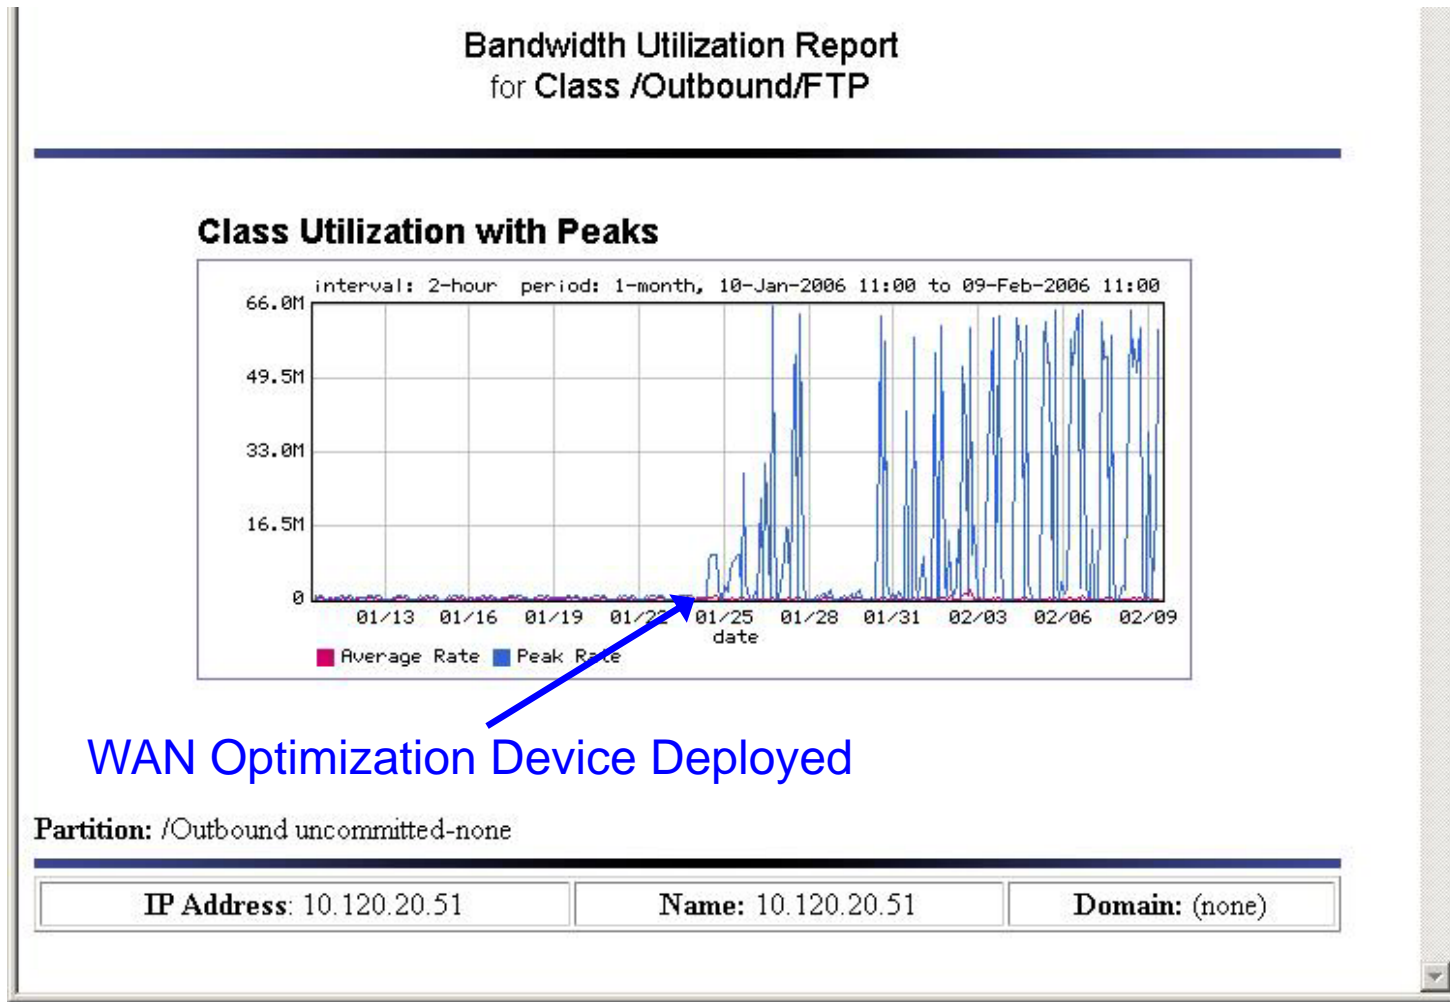 Bandwidth Utilization Report
for Class /Outbound/FTP
Class Utilization with Peaks
interval: 2-hour period: 1-month, 10-Jan-2006 11:00 to 09-Feb-2006 11:00
66.0M
49.5M
33.0M
16.5M
0
01/13 01/16 01/19 01/22 01/25 01/28 01/31 02/03 02/06 02/09
date
Average Rate Peak Rate
WAN Optimization Device Deployed
Partition: /Outbound uncommitted-none
IP Address: 10.120.20.51 Name: 10.120.20.51 Domain: (none)